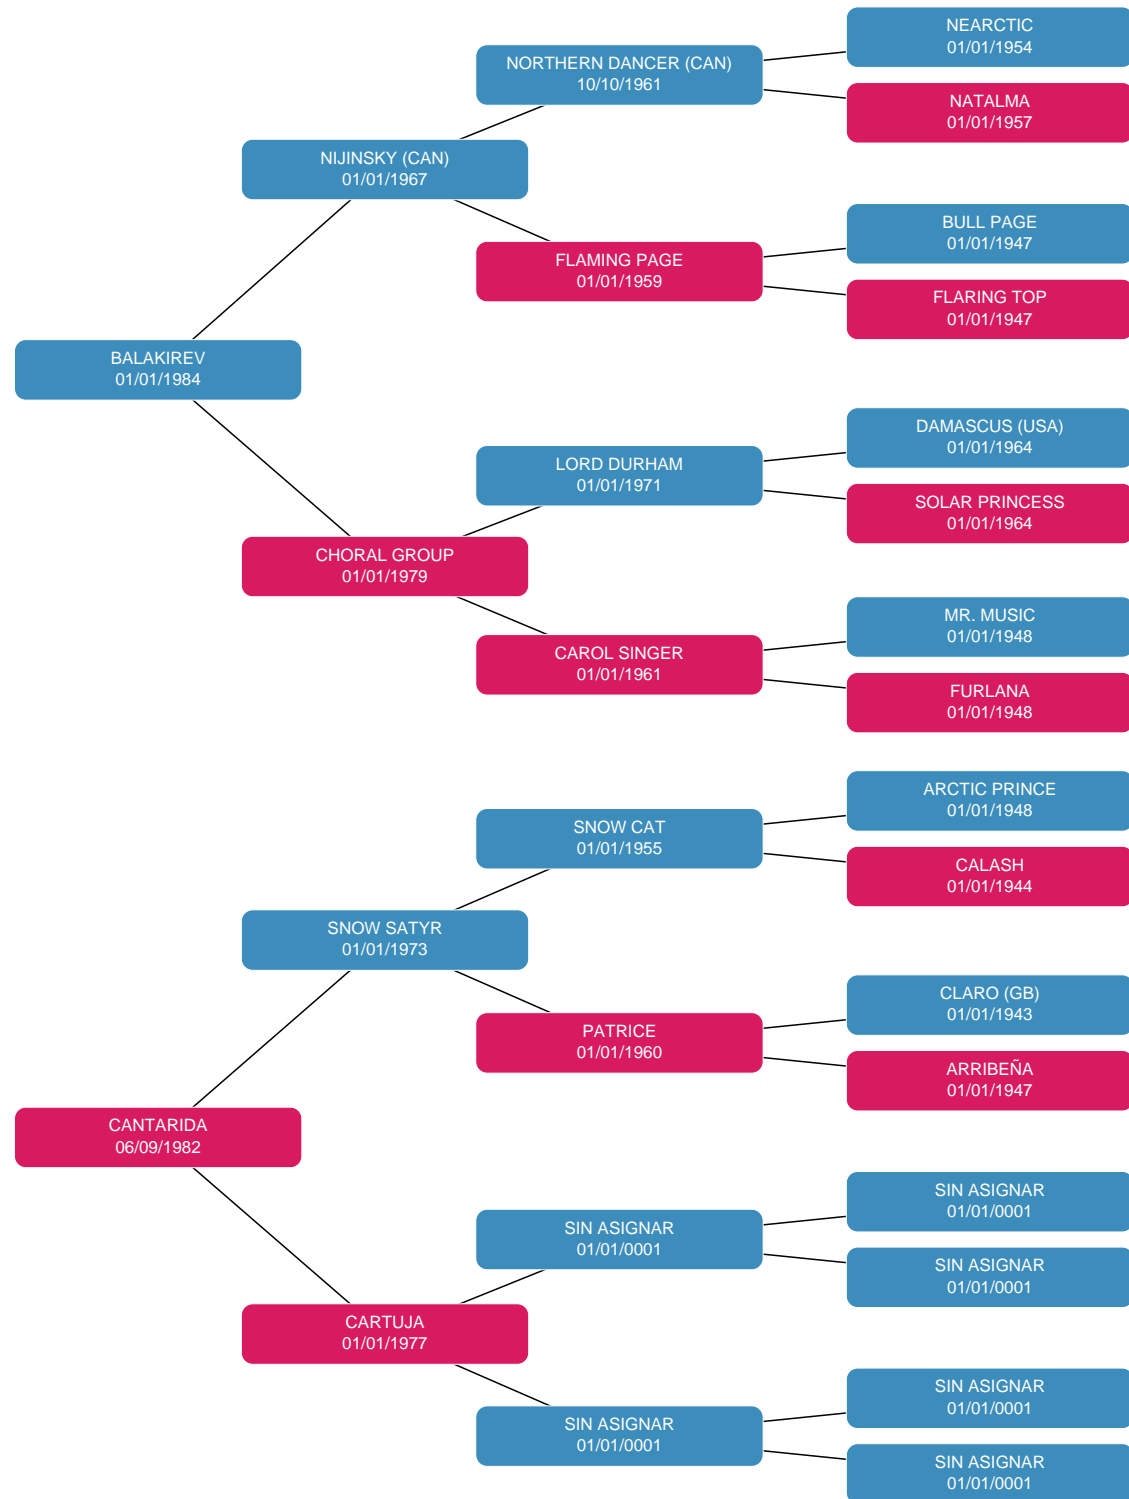 NEARCTIC
01/01/1954
NORTHERN DANCER (CAN)
10/10/1961
NATALMA
01/01/1957
NIJINSKY (CAN)
01/01/1967
BULL PAGE
01/01/1947
FLAMING PAGE
01/01/1959
FLARING TOP
01/01/1947
BALAKIREV
01/01/1984
DAMASCUS (USA)
01/01/1964
LORD DURHAM
01/01/1971
SOLAR PRINCESS
01/01/1964
CHORAL GROUP
01/01/1979
MR. MUSIC
01/01/1948
CAROL SINGER
01/01/1961
FURLANA
01/01/1948
ARCTIC PRINCE
01/01/1948
SNOW CAT
01/01/1955
CALASH
01/01/1944
SNOW SATYR
01/01/1973
CLARO (GB)
01/01/1943
PATRICE
01/01/1960
ARRIBEÑA
01/01/1947
CANTARIDA
06/09/1982
SIN ASIGNAR
01/01/0001
SIN ASIGNAR
01/01/0001
SIN ASIGNAR
01/01/0001
CARTUJA
01/01/1977
SIN ASIGNAR
01/01/0001
SIN ASIGNAR
01/01/0001
SIN ASIGNAR
01/01/0001